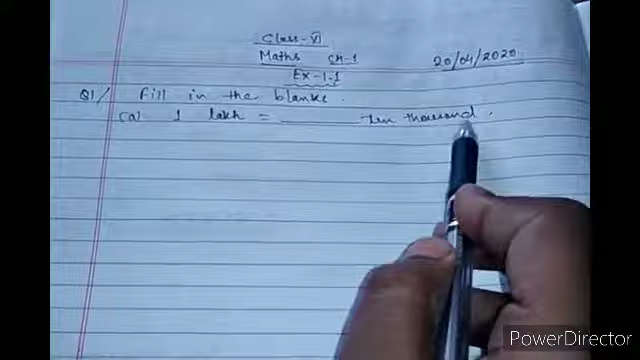 Class-VI
Maths CH-1 20/04/2020
Ex-1.1
Q1/ Fill in the blanks.
(a) 1 lakh = ________ Ten thousand.
PowerDirector